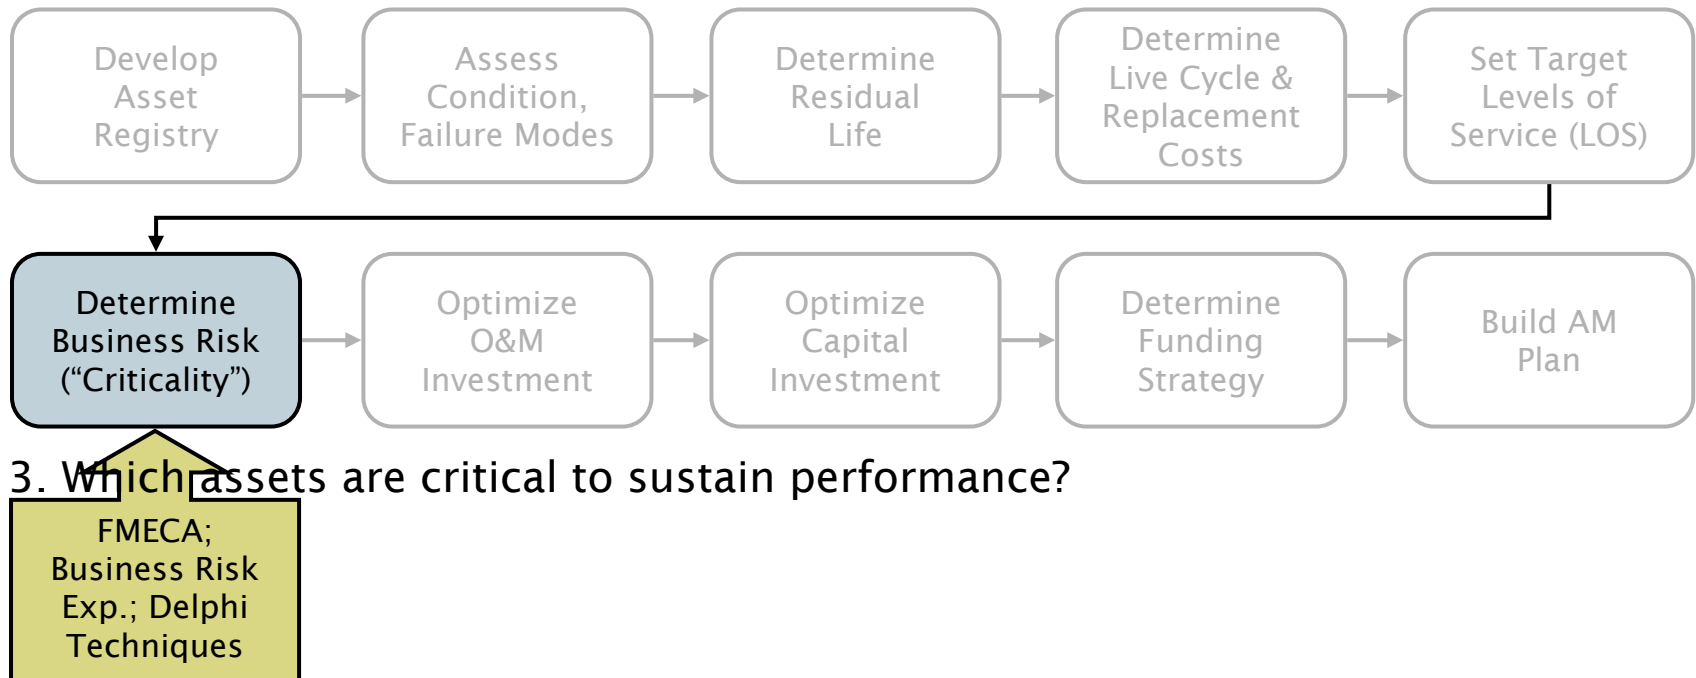 Develop
Asset
Registry
Assess
Condition,
Failure Modes
Determine
Residual
Life
Determine
Live Cycle &
Replacement
Costs
Set Target
Levels of
Service (LOS)
Determine
Business Risk
(“Criticality”)
Optimize
O&M
Investment
Optimize
Capital
Investment
Determine
Funding
Strategy
Build AM
Plan
3. Which assets are critical to sustain performance?
FMECA;
Business Risk
Exp.; Delphi
Techniques